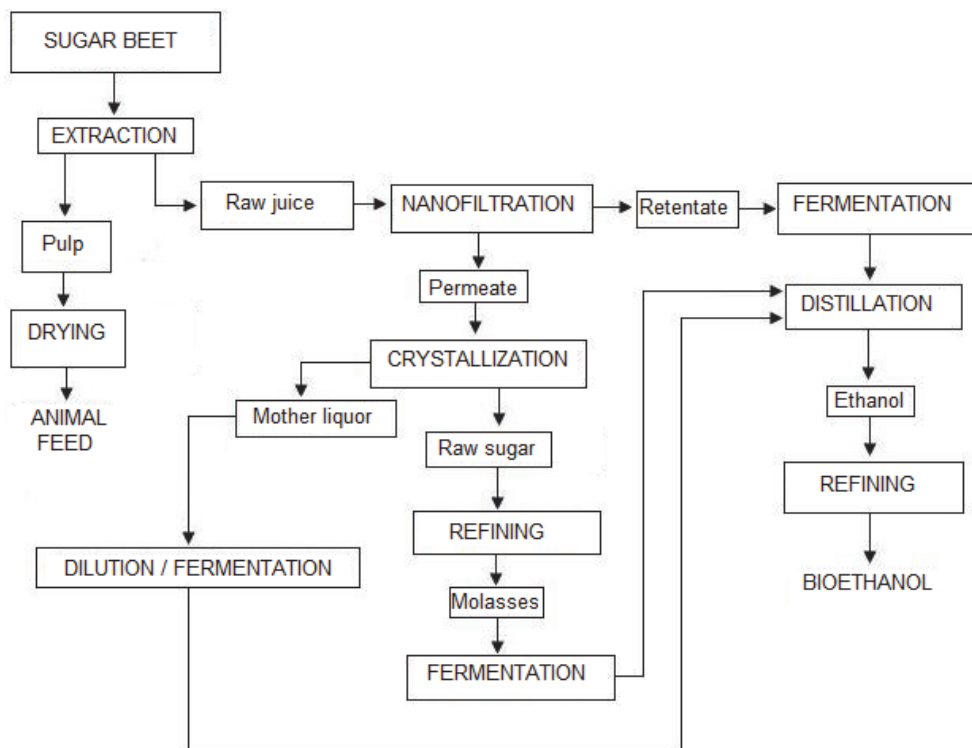 SUGAR BEET
EXTRACTION
Raw juice
NANOFILTRATION
Retentate
FERMENTATION
Pulp
Permeate
DISTILLATION
DRYING
CRYSTALLIZATION
ANIMAL
FEED
Mother liquor
Ethanol
Raw sugar
REFINING
REFINING
DILUTION / FERMENTATION
BIOETHANOL
Molasses
FERMENTATION